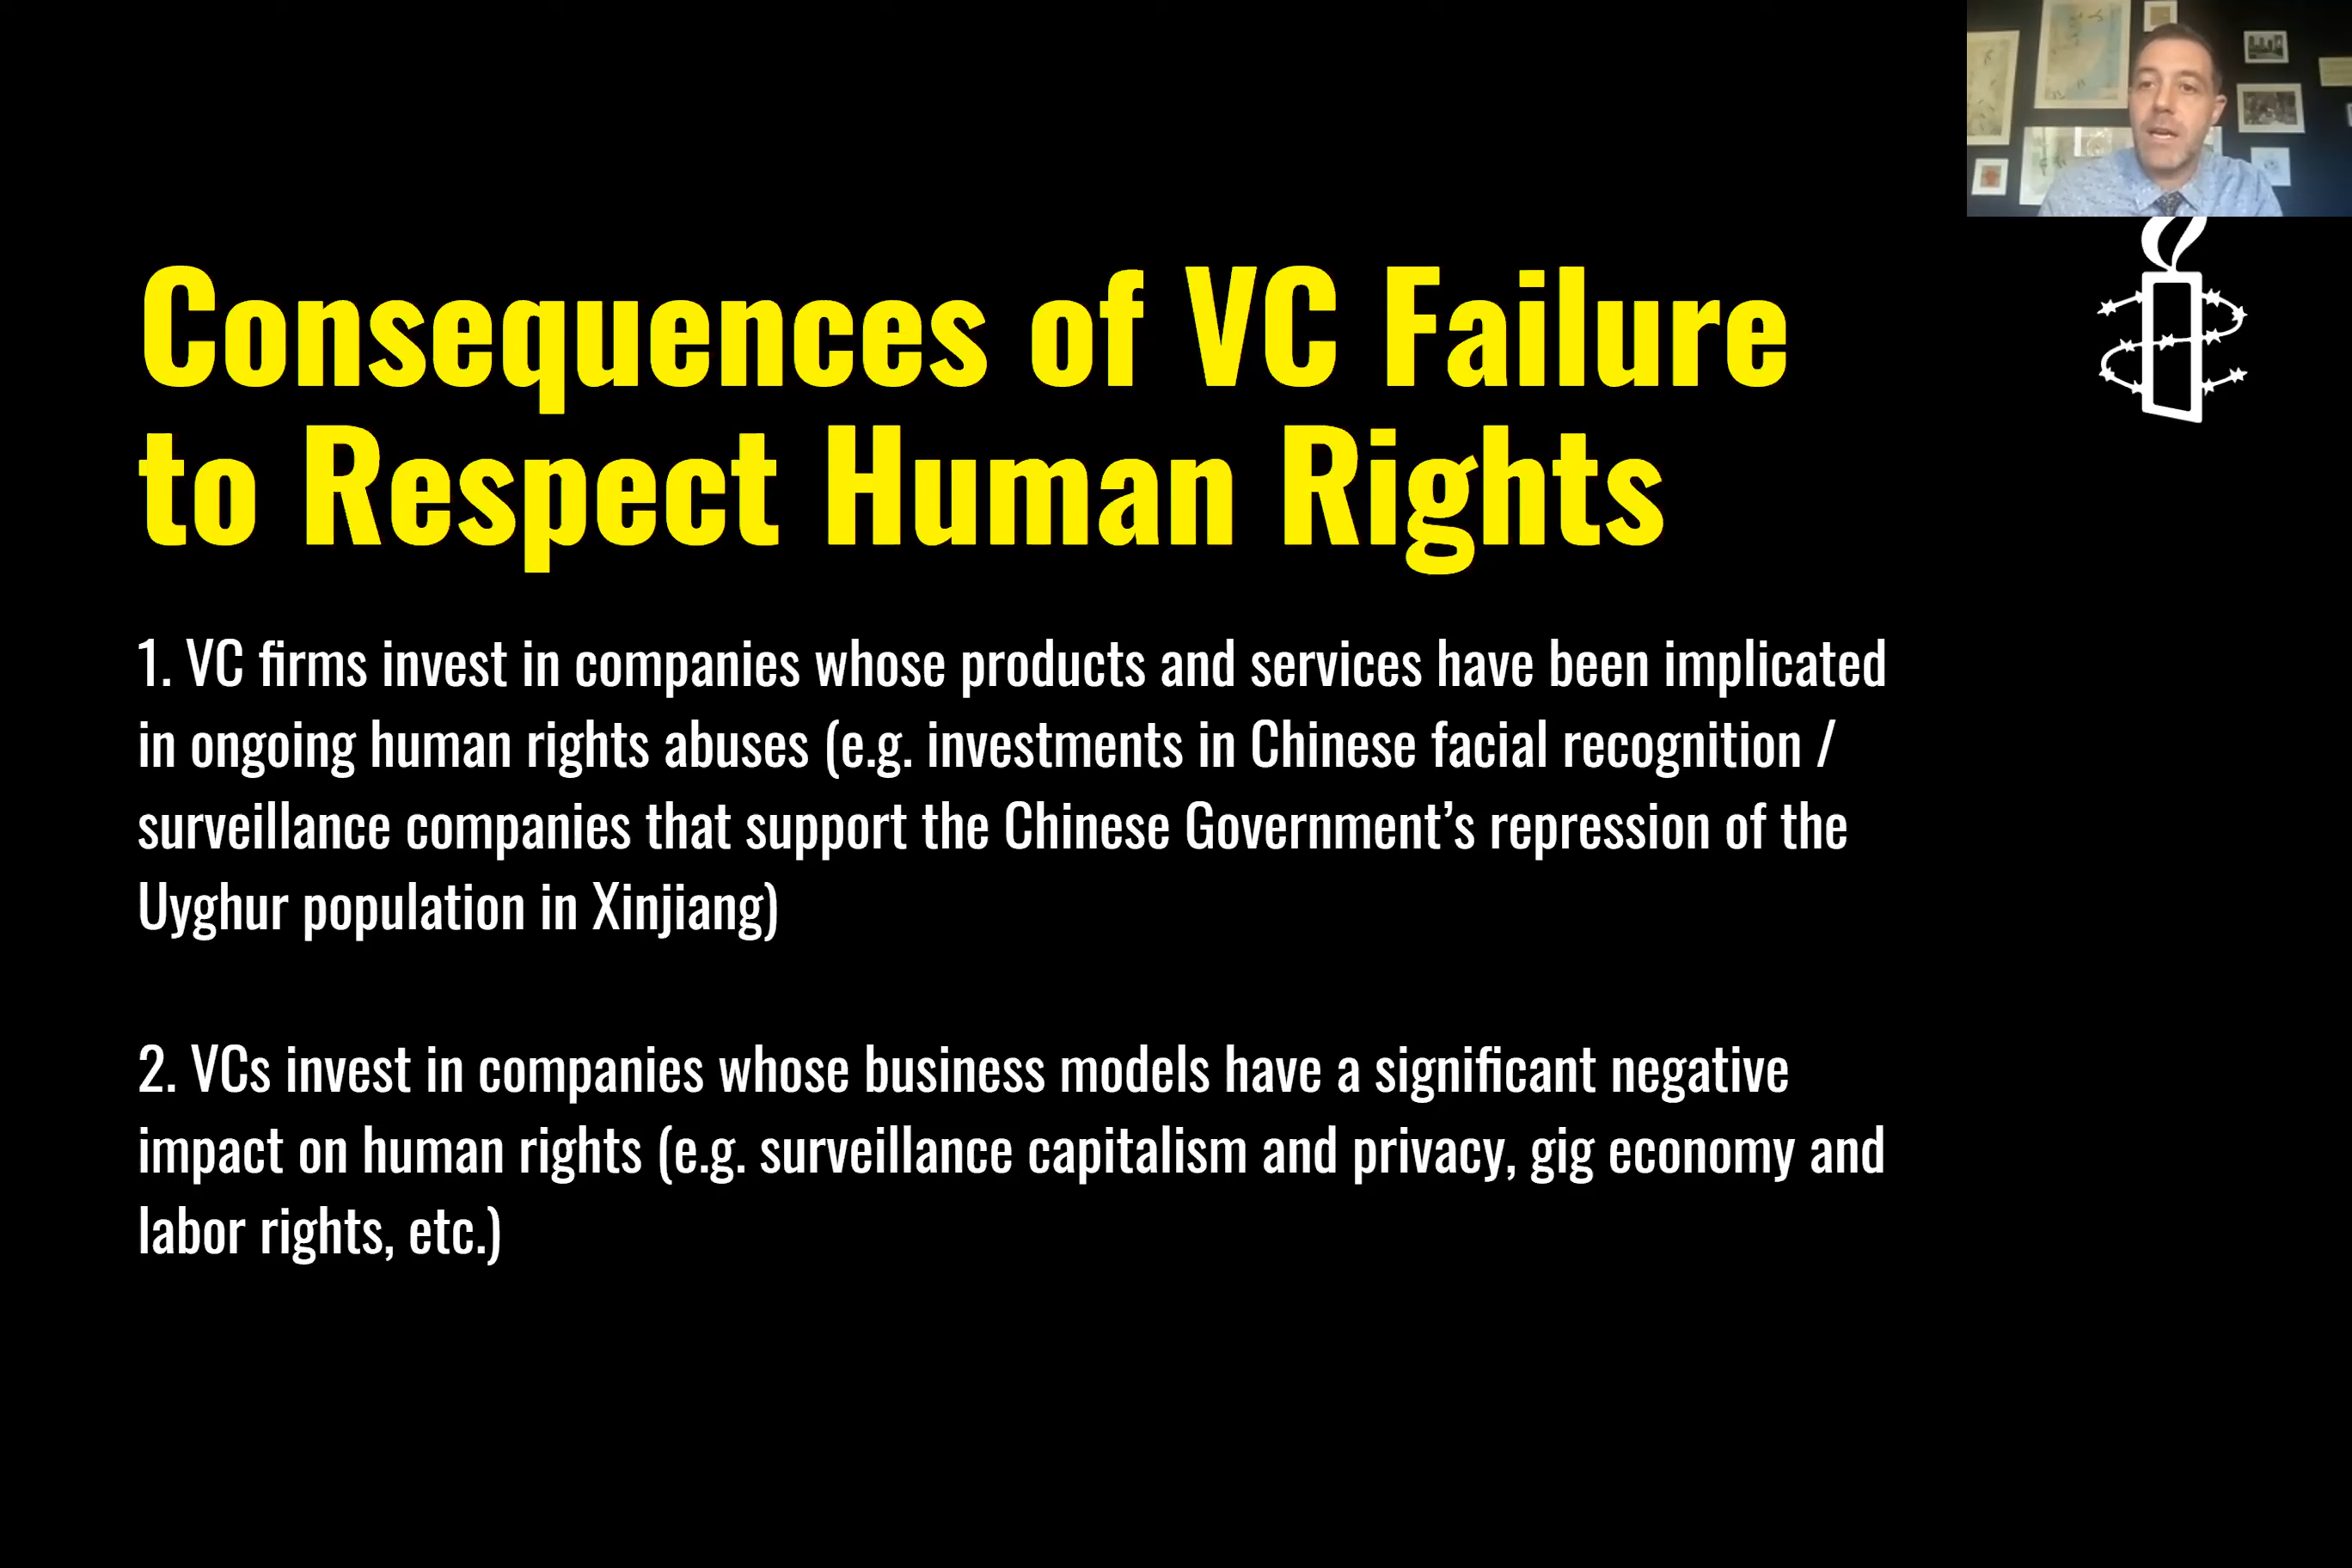 Consequences of VC Failure
to Respect Human Rights
1. VC firms invest in companies whose products and services have been implicated
in ongoing human rights abuses (e.g. investments in Chinese facial recognition /
surveillance companies that support the Chinese Government’s repression of the
Uyghur population in Xinjiang)
2. VCs invest in companies whose business models have a significant negative
impact on human rights (e.g. surveillance capitalism and privacy, gig economy and
labor rights, etc.)